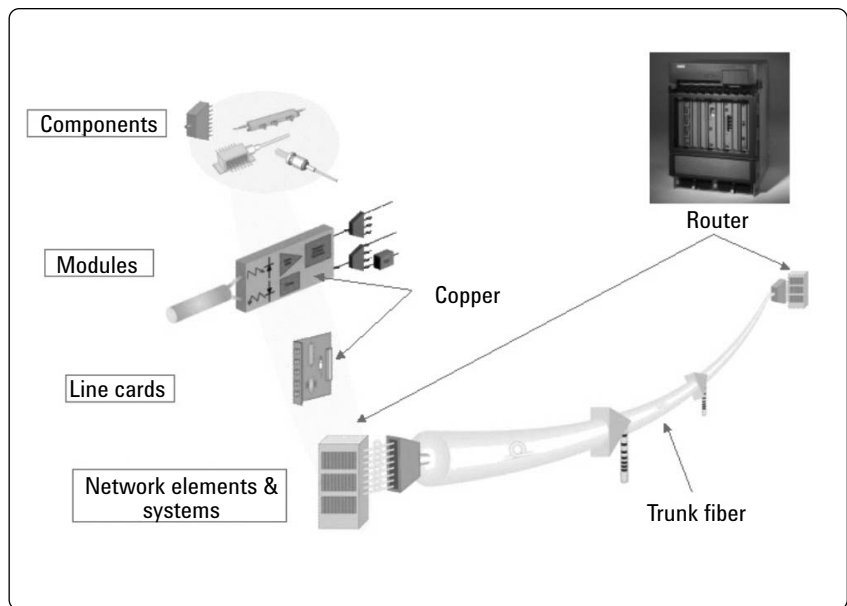 Components
Router
Modules
Copper
Line cards
Network elements &
systems
Trunk fiber